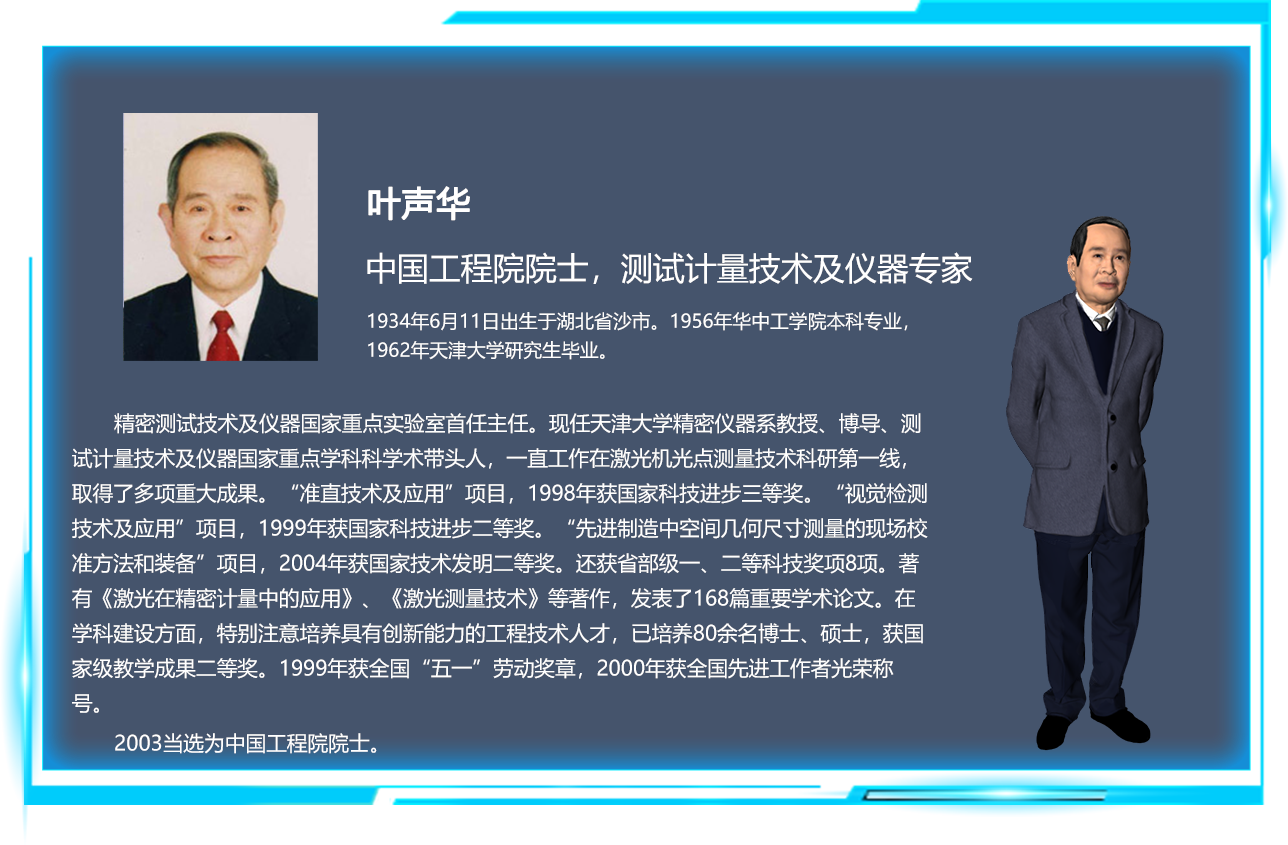 叶声华
中国工程院院士，测试计量技术及仪器专家
1934年6月11日出生于湖北省沙市。1956年华中工学院本科专业，
1962年天津大学研究生毕业。
精密测试技术及仪器国家重点实验室首任主任。现任天津大学精密仪器系教授、博导、测
试计量技术及仪器国家重点学科科学术带头人，一直工作在激光机光点测量技术科研第一线，
取得了多项重大成果。“准直技术及应用”项目，1998年获国家科技进步三等奖。“视觉检测
技术及应用”项目，1999年获国家科技进步二等奖。“先进制造中空间几何尺寸测量的现场校
准方法和装备”项目，2004年获国家技术发明二等奖。还获省部级一、二等科技奖项8项。著
有《激光在精密计量中的应用》、《激光测量技术》等著作，发表了168篇重要学术论文。在
学科建设方面，特别注意培养具有创新能力的工程技术人才，已培养80余名博士、硕士，获国
家级教学成果二等奖。1999年获全国“五一”劳动奖章，2000年获全国先进工作者光荣称
号。
2003当选为中国工程院院士。